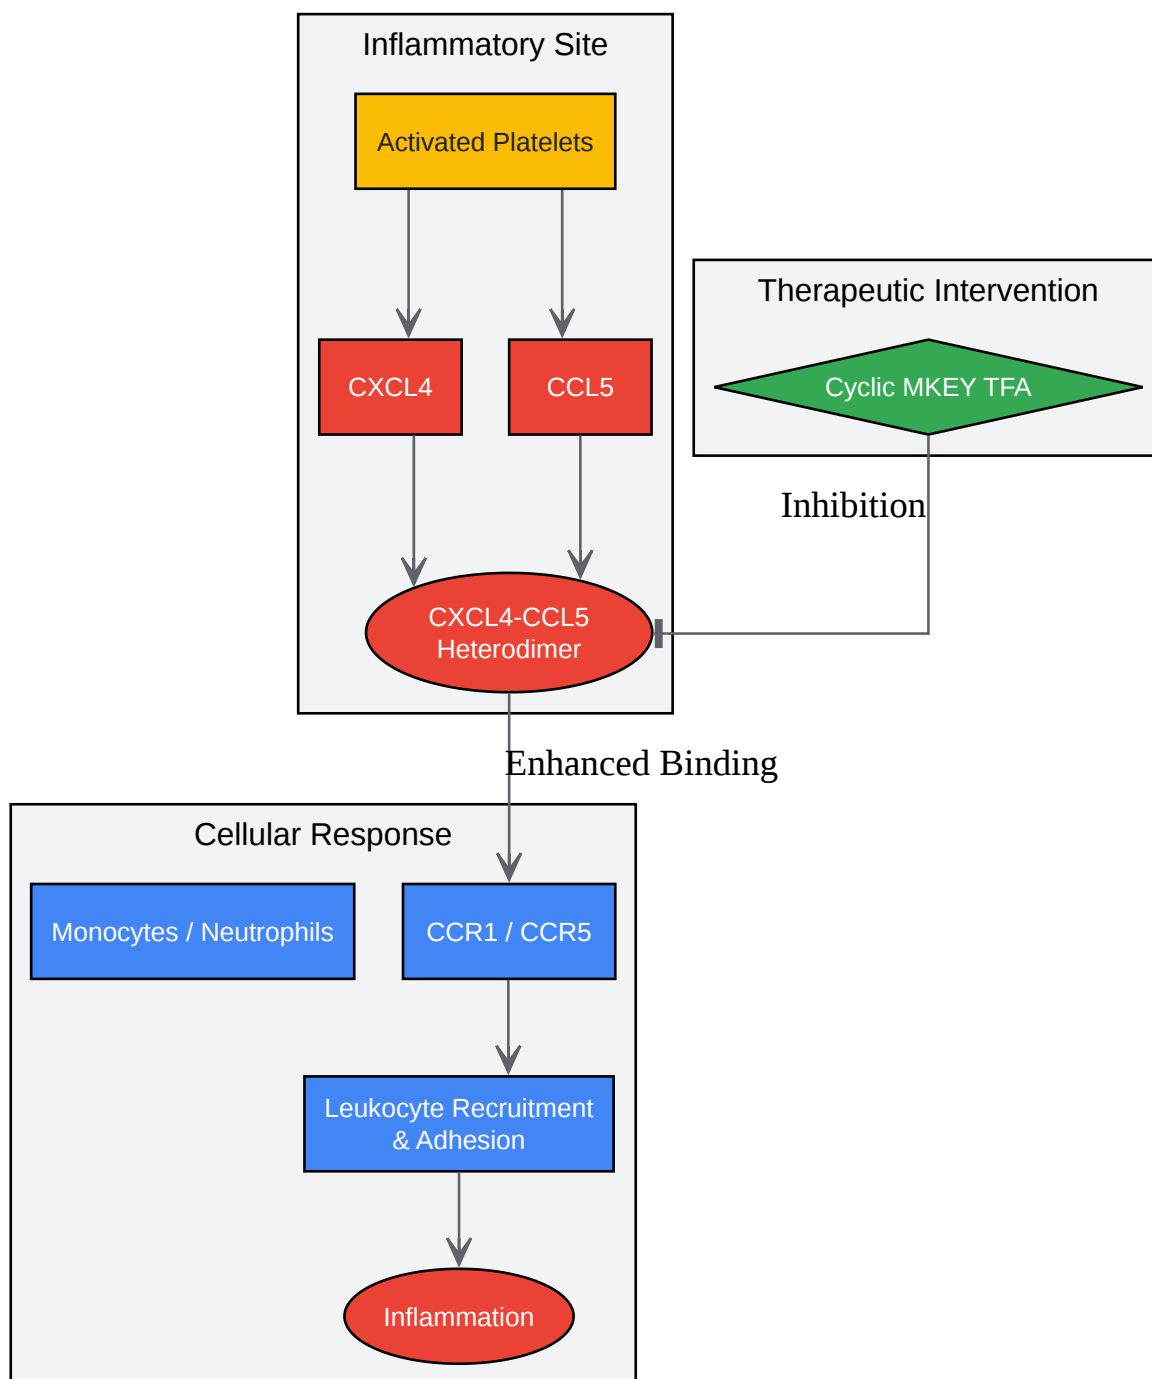 Inflammatory Site
Activated Platelets
CXCL4
CCL5
Therapeutic Intervention
Cyclic MKEY TFA
Inhibition
CXCL4-CCL5
Heterodimer
Enhanced Binding
Cellular Response
Monocytes / Neutrophils
CCR1 / CCR5
Leukocyte Recruitment
& Adhesion
Inflammation